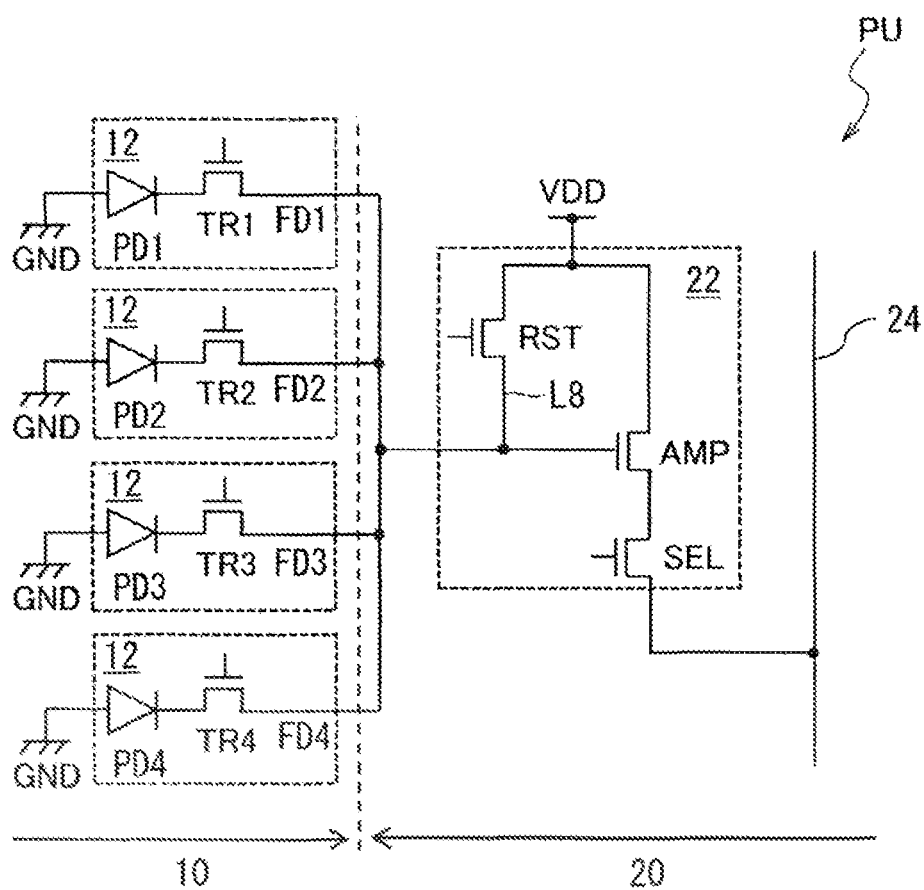 PU
12
GND
PD1
TR1
FD1
12
GND
PD2
TR2
FD2
12
GND
PD3
TR3
FD3
12
GND
PD4
TR4
FD4
VDD
22
RST
L8
AMP
SEL
24
10
20